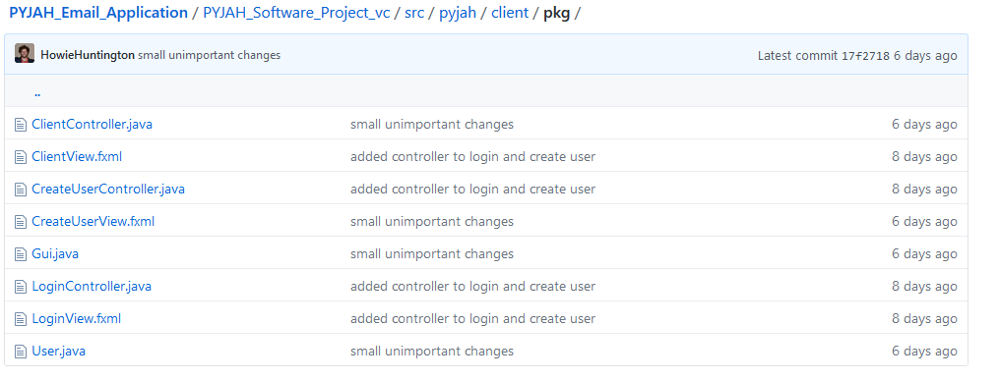 PYJAH_Email_Application / PYJAH_Software_Project_vc / src / pyjah / client / pkg /
HowieHuntington small unimportant changes Latest commit 17f2718 6 days ago
..
ClientController.java small unimportant changes 6 days ago
ClientView.fxml added controller to login and create user 8 days ago
CreateUserController.java added controller to login and create user 8 days ago
CreateUserView.fxml small unimportant changes 6 days ago
Gui.java small unimportant changes 6 days ago
LoginController.java added controller to login and create user 8 days ago
LoginView.fxml added controller to login and create user 8 days ago
User.java small unimportant changes 6 days ago